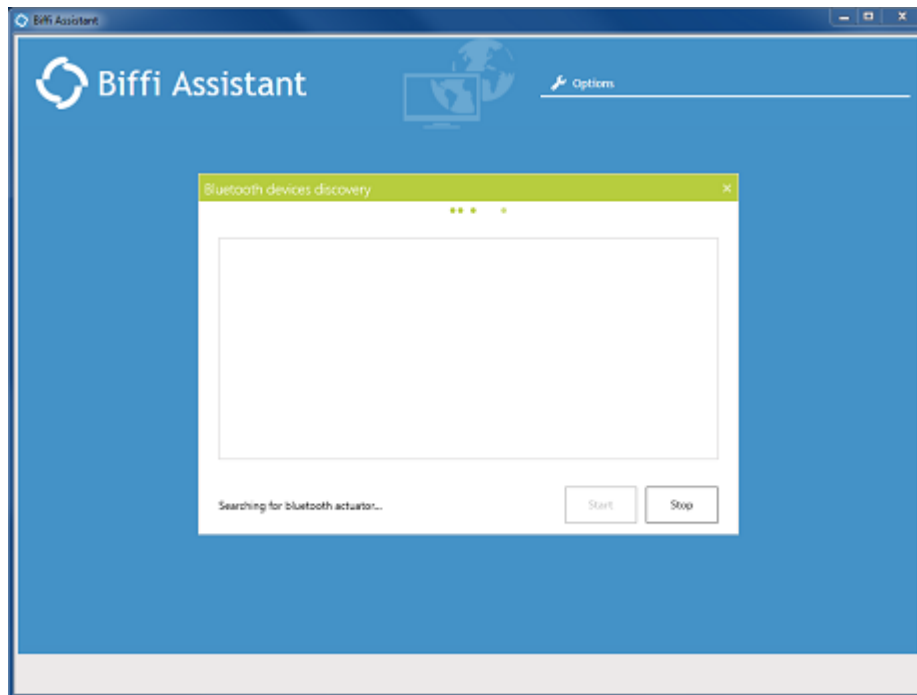 Biffi Assistant
Biffi Assistant
Options
Bluetooth devices discovery
Searching for bluetooth actuator...
Start
Stop